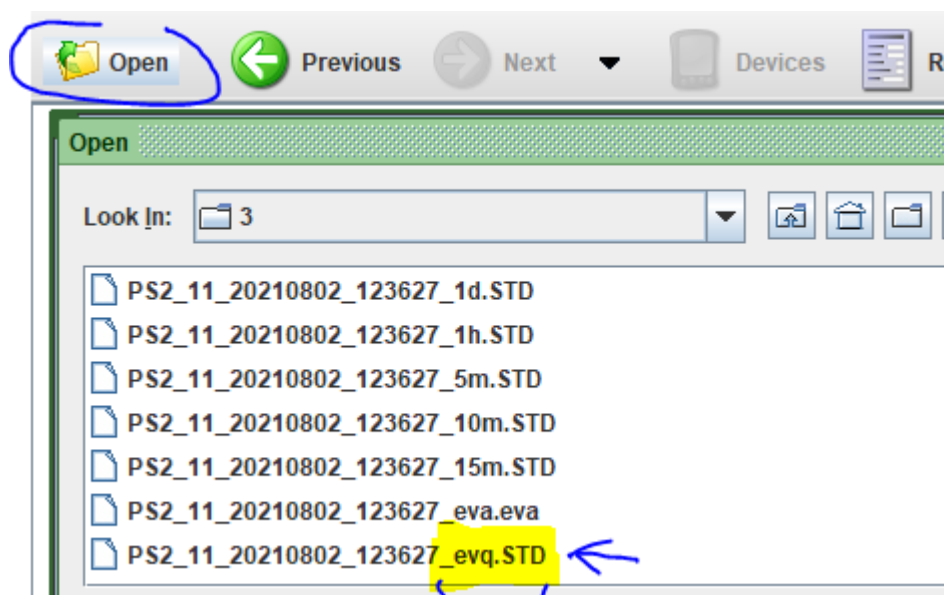 Open Previous Next Devices R
Open
Look In: 3
PS2_11_20210802_123627_1d.STD
PS2_11_20210802_123627_1h.STD
PS2_11_20210802_123627_5m.STD
PS2_11_20210802_123627_10m.STD
PS2_11_20210802_123627_15m.STD
PS2_11_20210802_123627_eva.eva
PS2_11_20210802_123627_evq.STD